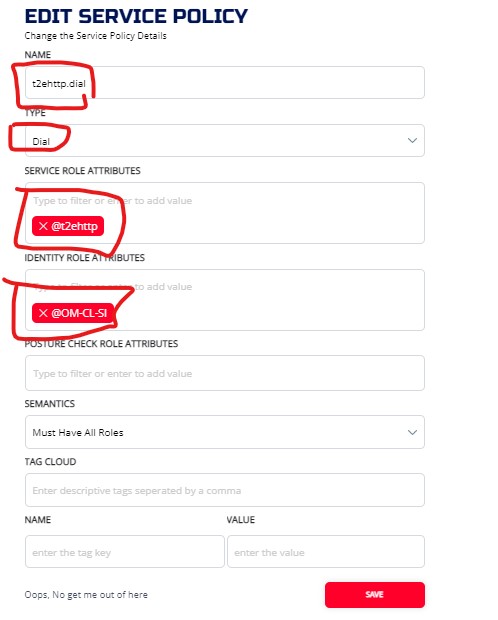 EDIT SERVICE POLICY
Change the Service Policy Details
NAME
t2ehttp.dial
TYPE
Dial
SERVICE ROLE ATTRIBUTES
Type to filter or enter to add value
× @t2ehttp
IDENTITY ROLE ATTRIBUTES
Type to filter or enter to add value
× @OM-CL-SI
POSTURE CHECK ROLE ATTRIBUTES
Type to filter or enter to add value
SEMANTICS
Must Have All Roles
TAG CLOUD
Enter descriptive tags seperated by a comma
NAME VALUE
enter the tag key enter the value
Oops, No get me out of here SAVE